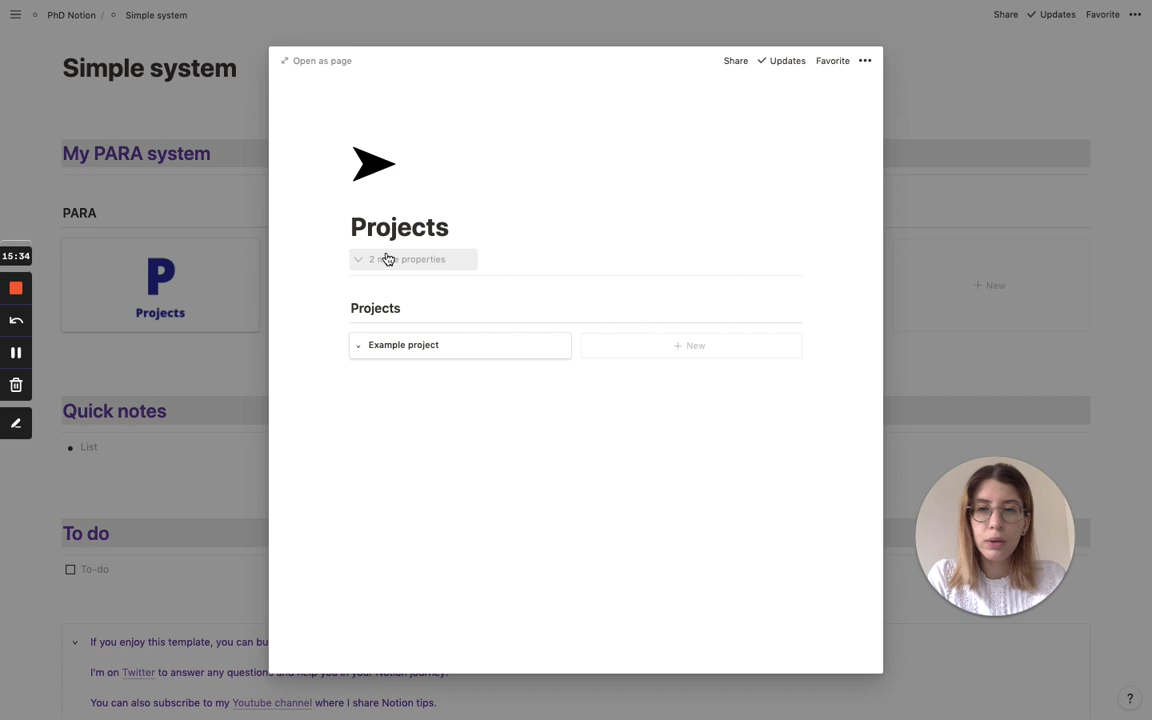 PhD Notion / Simple system
Share Updates Favorite
Simple system
Open as page
Share Updates Favorite
My PARA system
PARA
P
Projects
Projects
2 properties
Projects
Example project
+ New
+ New
15:34
Quick notes
List
To do
To-do
If you enjoy this template, you can bu
I'm on Twitter to answer any questions and help you in your Notion journey.
You can also subscribe to my Youtube channel where I share Notion tips.
?